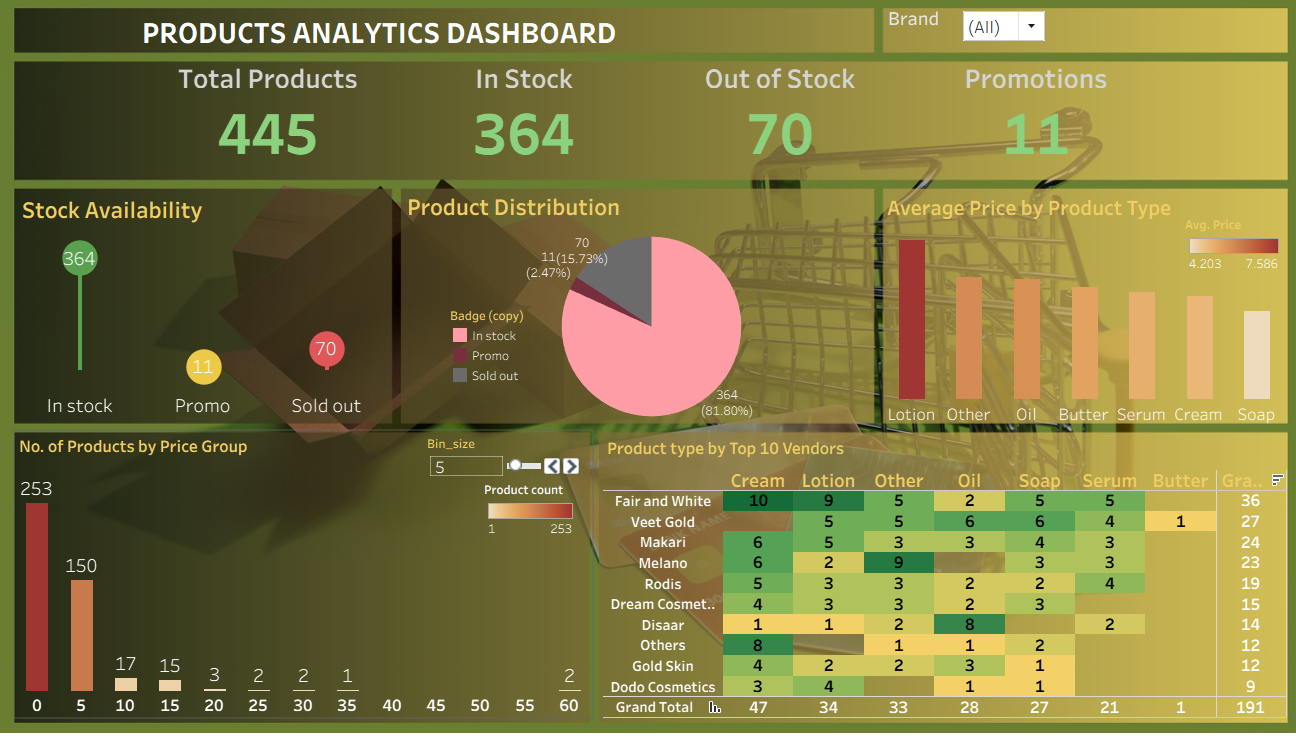 PRODUCTS ANALYTICS DASHBOARD
Brand
(All)
Total Products
In Stock
Out of Stock
Promotions
445
364
70
11
Stock Availability
364
11
70
In stock
Promo
Sold out
Product Distribution
70
(15.73%)
11
(2.47%)
Badge (copy)
In stock
Promo
Sold out
364
(81.80%)
Average Price by Product Type
Avg. Price
4.203 7.586
Lotion Other Oil Butter Serum Cream Soap
No. of Products by Price Group
Bin_size
5
Product count
1 253
253
150
17
15
3
2
2
1
2
0 5 10 15 20 25 30 35 40 45 50 55 60
Product type by Top 10 Vendors
Cream Lotion Other Oil Soap Serum Butter Gra..
Fair and White 10 9 5 2 5 5 36
Veet Gold 5 5 6 6 4 1 27
Makari 6 5 3 3 4 3 24
Melano 6 2 9 3 3 23
Rodis 5 3 3 2 2 4 19
Dream Cosmet.. 4 3 3 2 3 15
Disaar 1 1 2 8 2 14
Others 8 1 1 2 12
Gold Skin 4 2 2 3 1 12
Dodo Cosmetics 3 4 1 1 9
Grand Total 47 34 33 28 27 21 1 191